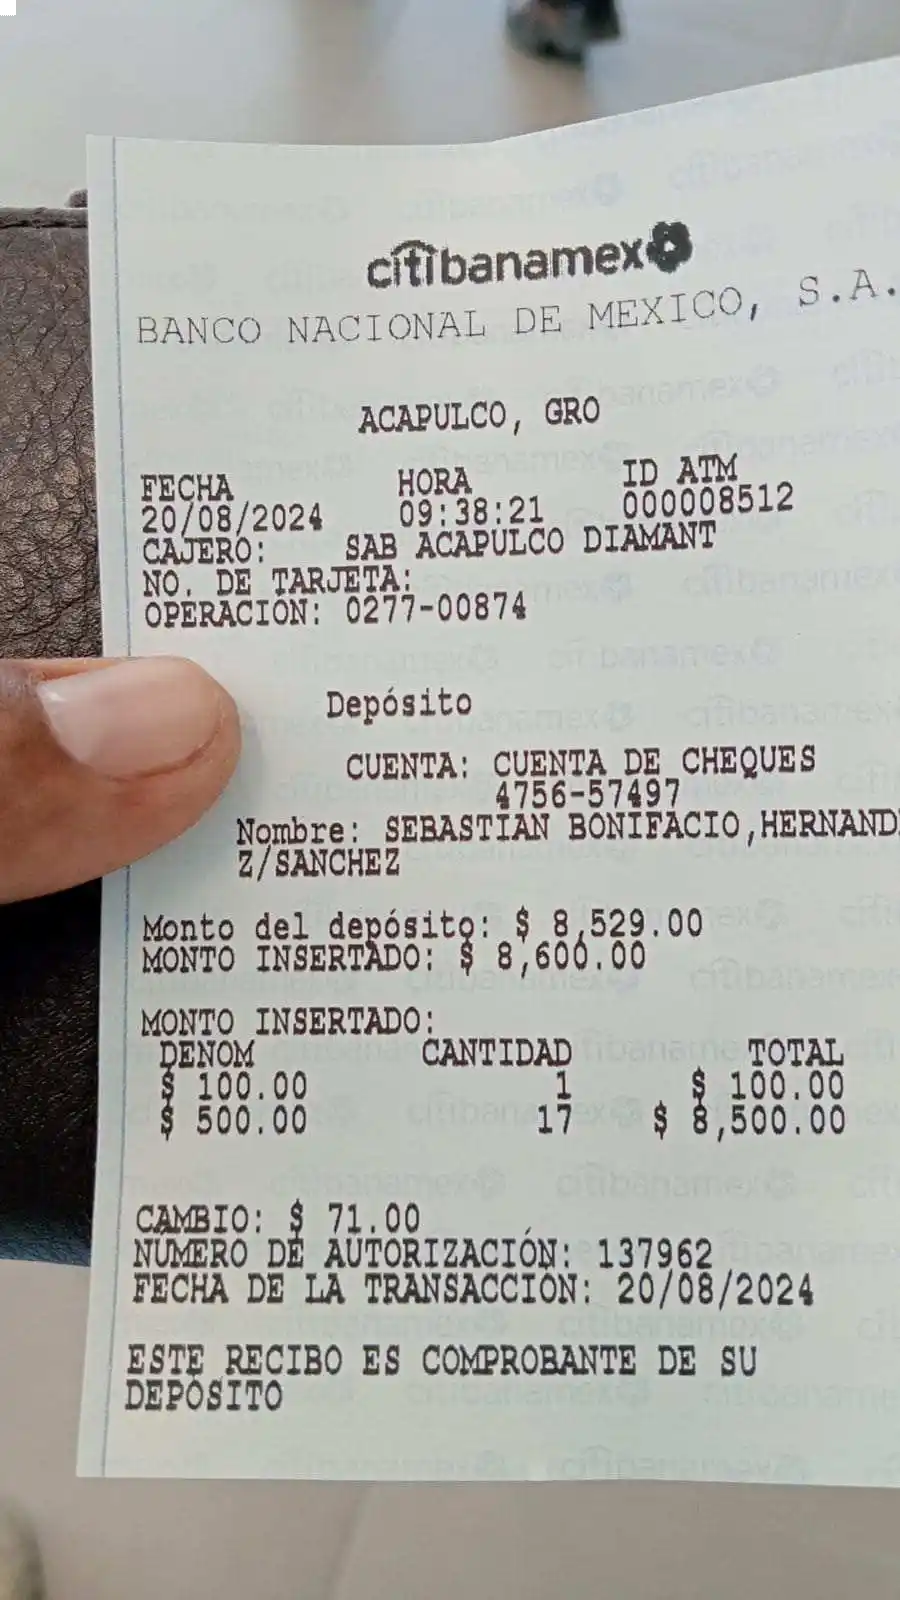 citibanamex
BANCO NACIONAL DE MEXICO, S.A.
ACAPULCO, GRO
FECHA HORA ID ATM
20/08/2024 09:38:21 000008512
CAJERO: SAB ACAPULCO DIAMANT
NO. DE TARJETA:
OPERACION: 0277-00874
Depósito
CUENTA: CUENTA DE CHEQUES
4756-57497
Nombre: SEBASTIAN BONIFACIO,HERNAND
Z/SANCHEZ
Monto del depósito: $ 8,529.00
MONTO INSERTADO: $ 8,600.00
MONTO INSERTADO:
DENOM CANTIDAD TOTAL
$ 100.00 1 $ 100.00
$ 500.00 17 $ 8,500.00
CAMBIO: $ 71.00
NÚMERO DE AUTORIZACIÓN: 137962
FECHA DE LA TRANSACCIÓN: 20/08/2024
ESTE RECIBO ES COMPROBANTE DE SU
DEPÓSITO